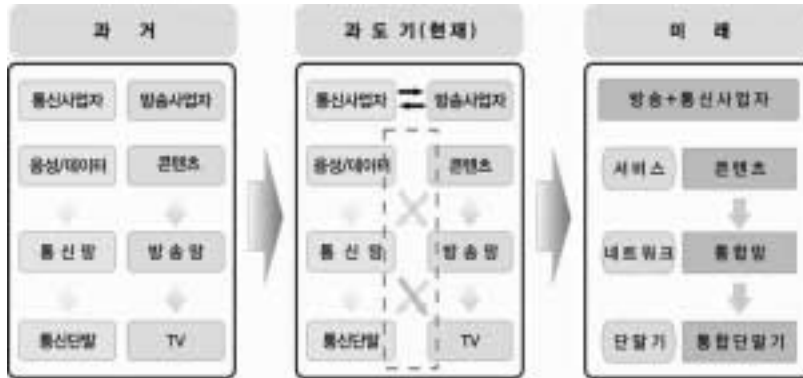 과 거
통신사업자 방송사업자
음성/데이터 콘텐츠
통 신 망 방 송 망
통신단말 TV
과 도 기 (현 재)
통신사업자 방송사업자
음성/데이터 콘텐츠
통 신 망 방 송 망
통신단말 TV
미 래
방송+통신사업자
서비스 콘텐츠
네트워크 통합망
단말기 통합단말기